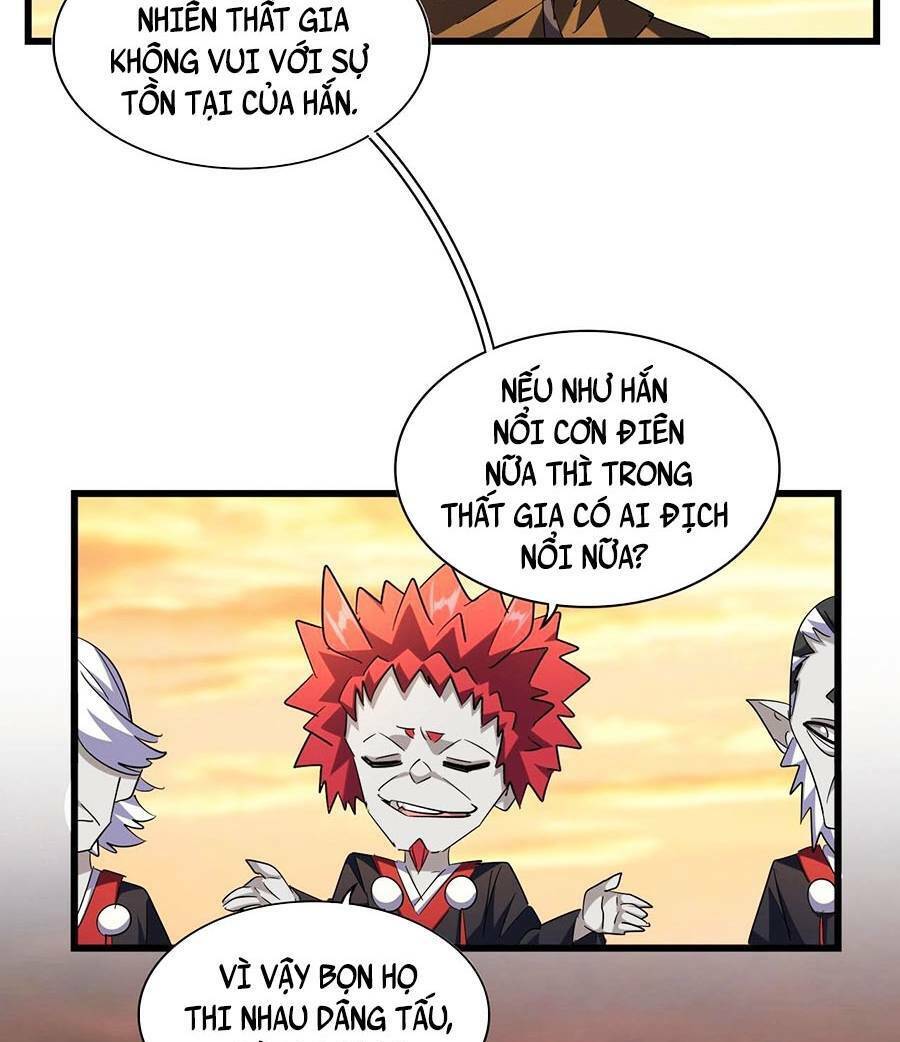 NHIÊN THẤT GIA
KHÔNG VUI VỚI SỰ
TỒN TẠI CỦA HẮN.
NẾU NHƯ HẮN
NỔI CƠN ĐIÊN
NỮA THÌ TRONG
THẤT GIA CÓ AI ĐỊCH
NỔI NỮA?
VÌ VẬY BỌN HỌ
THI NHAU DÂNG TẤU,